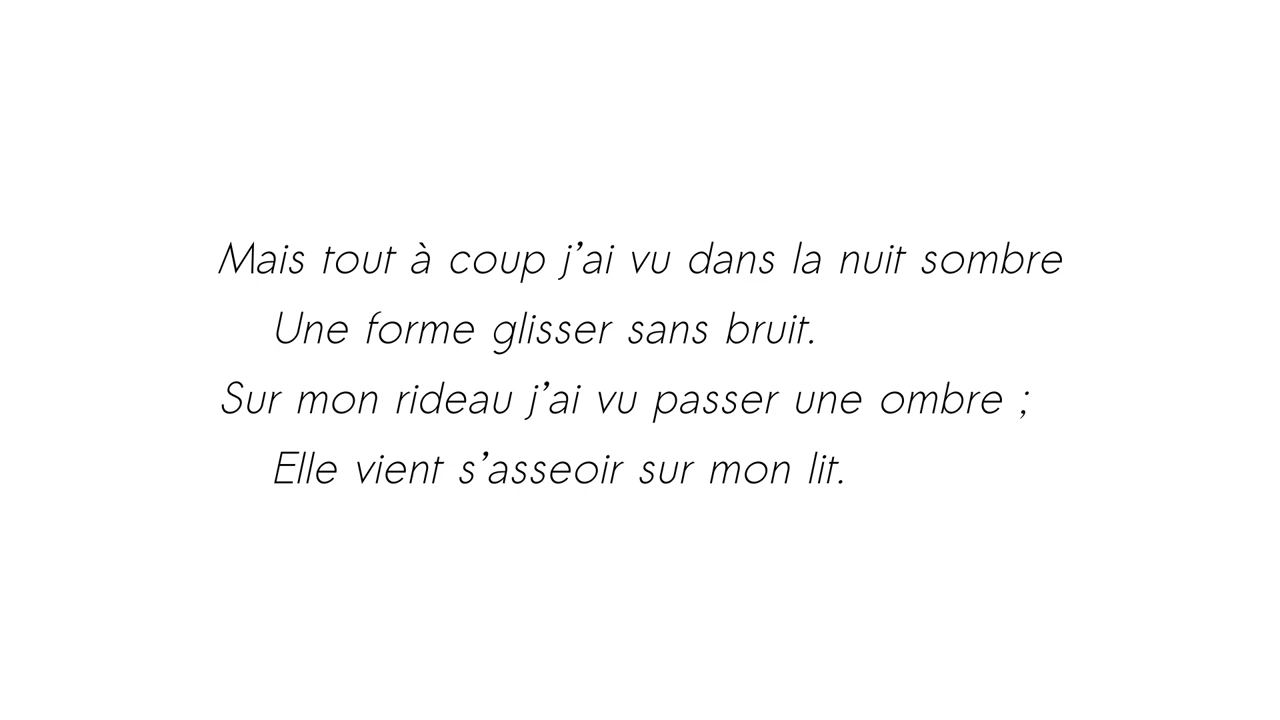 Mais tout à coup j’ai vu dans la nuit sombre
Une forme glisser sans bruit.
Sur mon rideau j’ai vu passer une ombre ;
Elle vient s’asseoir sur mon lit.